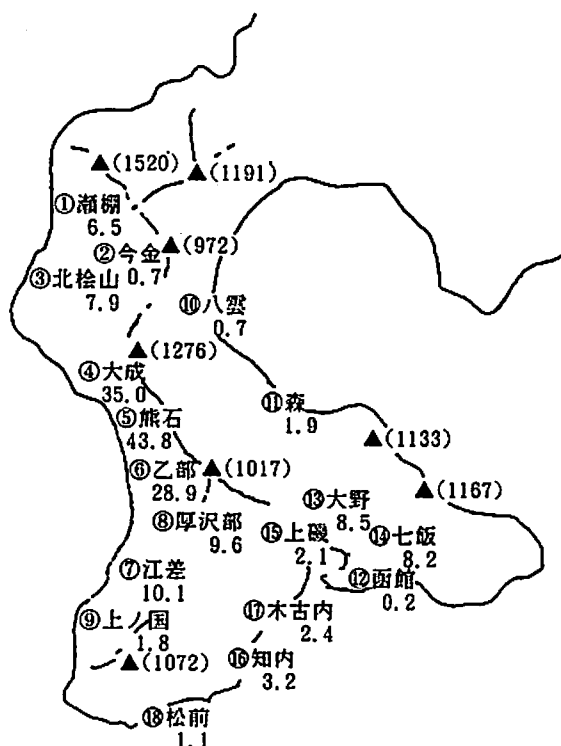 ▲(1520)
▲(1191)
①瀬棚
6.5
②今金
0.7
▲(972)
③北桧山
7.9
⑩八雲
0.7
▲(1276)
④大成
35.0
⑤熊石
43.8
⑪森
1.9
▲(1133)
⑥乙部
28.9
▲(1017)
▲(1167)
⑬大野
8.5
⑧厚沢部
9.6
⑮上磯
2.1
⑭七飯
8.2
⑦江差
10.1
⑫函館
0.2
⑨上ノ国
1.8
⑰木古内
2.4
▲(1072)
⑯知内
3.2
⑱松前
1.1